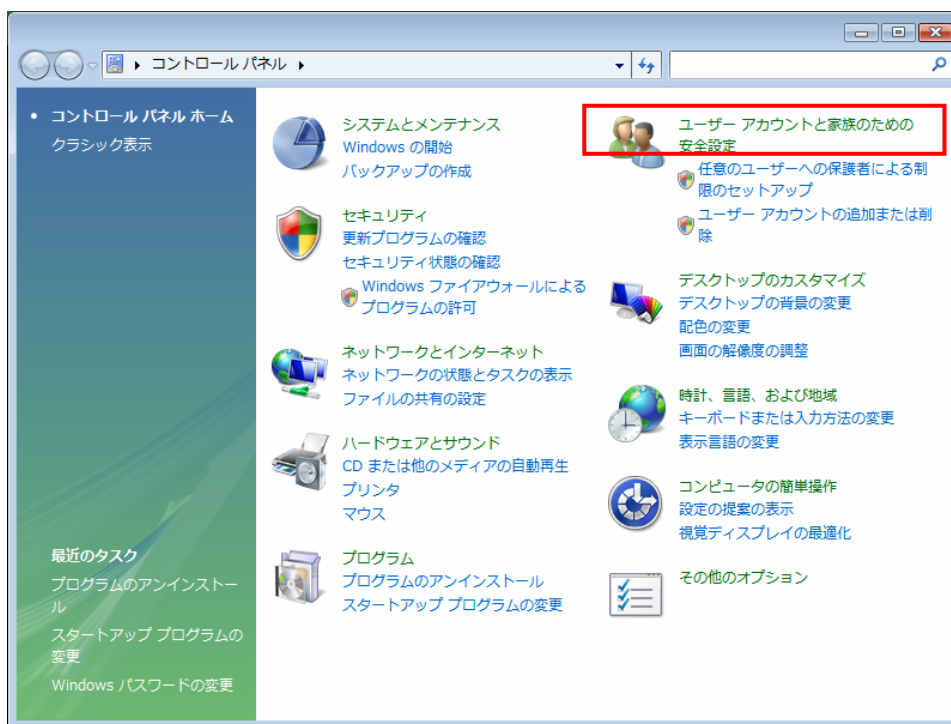 コントロール パネル
コントロール パネル ホーム
クラシック表示
システムとメンテナンス
Windows の開始
バックアップの作成
セキュリティ
更新プログラムの確認
セキュリティ状態の確認
Windows ファイアウォールによる
プログラムの許可
ネットワークとインターネット
ネットワークの状態とタスクの表示
ファイルの共有の設定
ハードウェアとサウンド
CD または他のメディアの自動再生
プリンタ
マウス
プログラム
プログラムのアンインストール
スタートアップ プログラムの変更
ユーザー アカウントと家族のための
安全設定
任意のユーザーへの保護者による制
限のセットアップ
ユーザー アカウントの追加または削
除
デスクトップのカスタマイズ
デスクトップの背景の変更
配色の変更
画面の解像度の調整
時計、言語、および地域
キーボードまたは入力方法の変更
表示言語の変更
コンピュータの簡単操作
設定の提案の表示
視覚ディスプレイの最適化
その他のオプション
最近のタスク
プログラムのアンインストー
ル
スタートアップ プログラムの
変更
Windows パスワードの変更